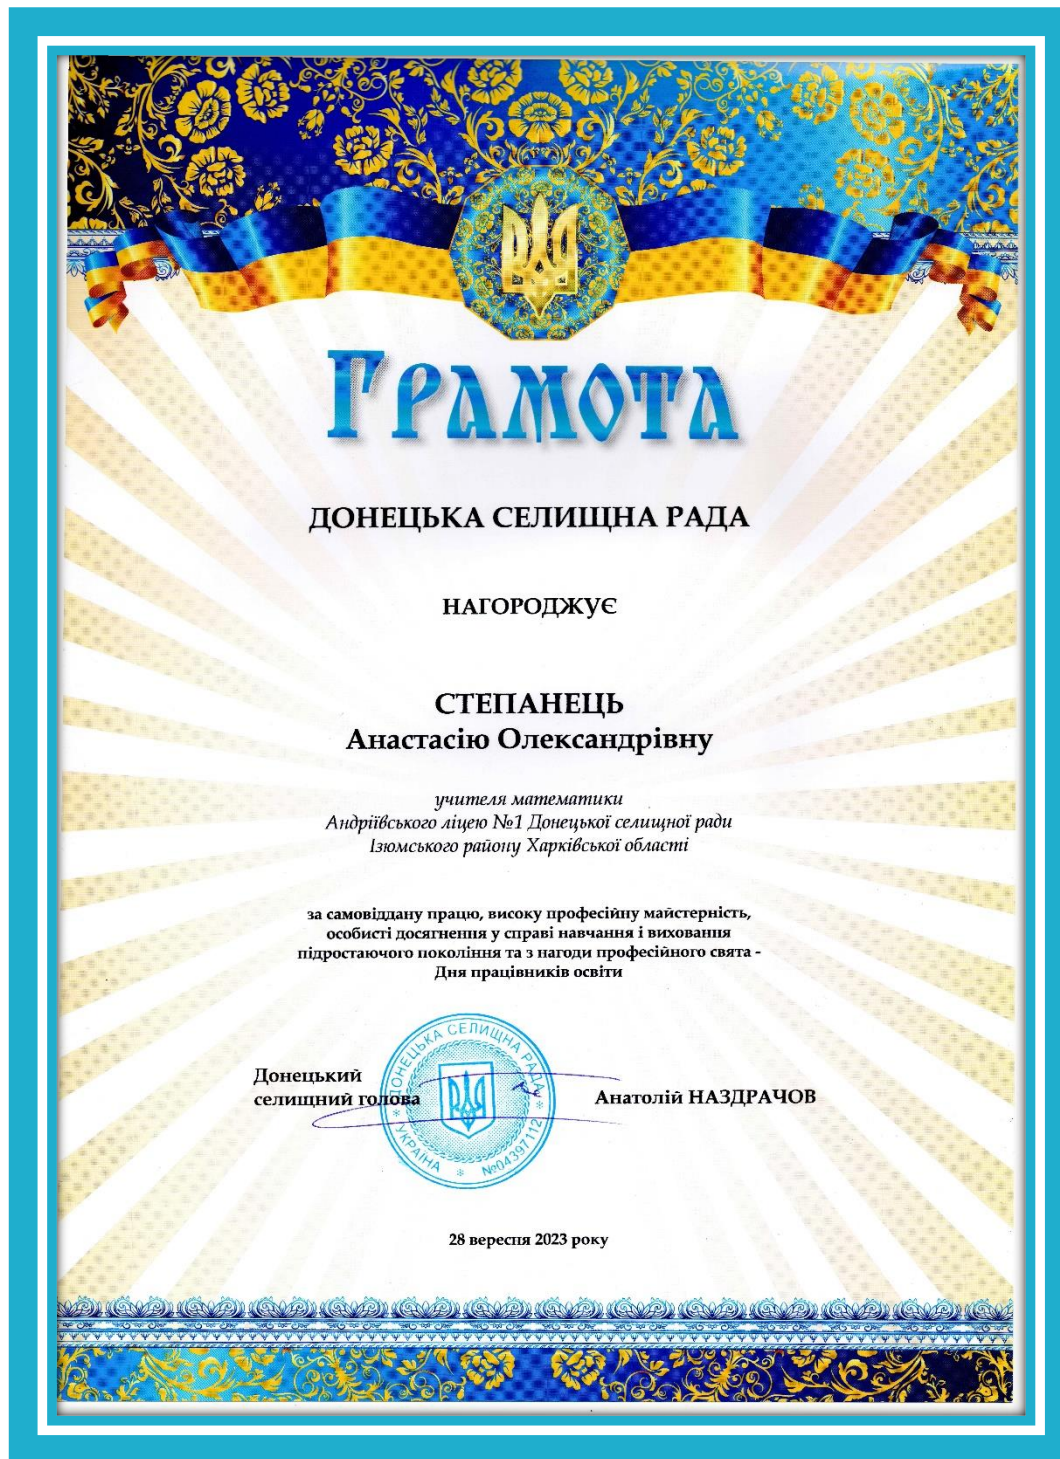 Грамота
ДОНЕЦЬКА СЕЛИЩНА РАДА
НАГОРОДЖУЄ
СТЕПАНЕЦЬ
Анастасію Олександрівну
учителя математики
Андріївського ліцею №1 Донецької селищної ради
Ізюмського району Харківської області
за самовіддану працю, високу професійну майстерність,
особисті досягнення у справі навчання і виховання
підростаючого покоління та з нагоди професійного свята -
Дня працівників освіти
Донецький
селищний голова
Анатолій НАЗДРАЧОВ
ДОНЕЦЬКА СЕЛИЩНА РАДА
* УКРАЇНА * №04397112 *
28 вересня 2023 року